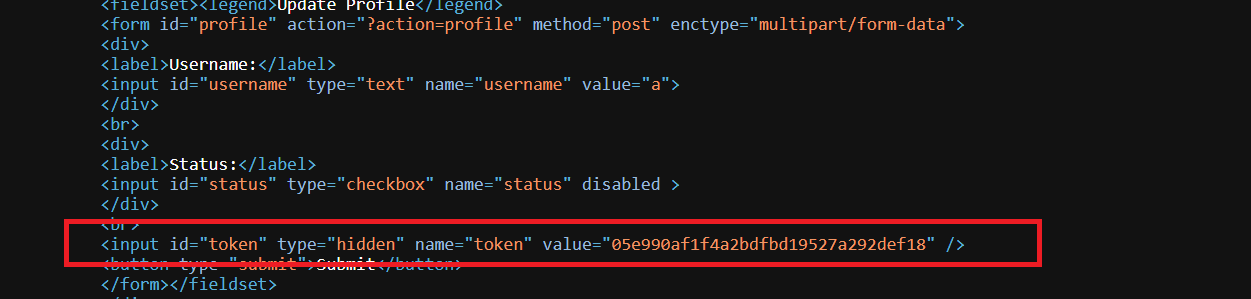 <fieldset><legend>Update Profile</legend>
<form id="profile" action="?action=profile" method="post" enctype="multipart/form-data">
<div>
<label>Username:</label>
<input id="username" type="text" name="username" value="a">
</div>
<br>
<div>
<label>Status:</label>
<input id="status" type="checkbox" name="status" disabled >
</div>
<br>
<input id="token" type="hidden" name="token" value="05e990af1f4a2bdfbd19527a292def18" />
<button type="submit">Submit</button>
</form></fieldset>